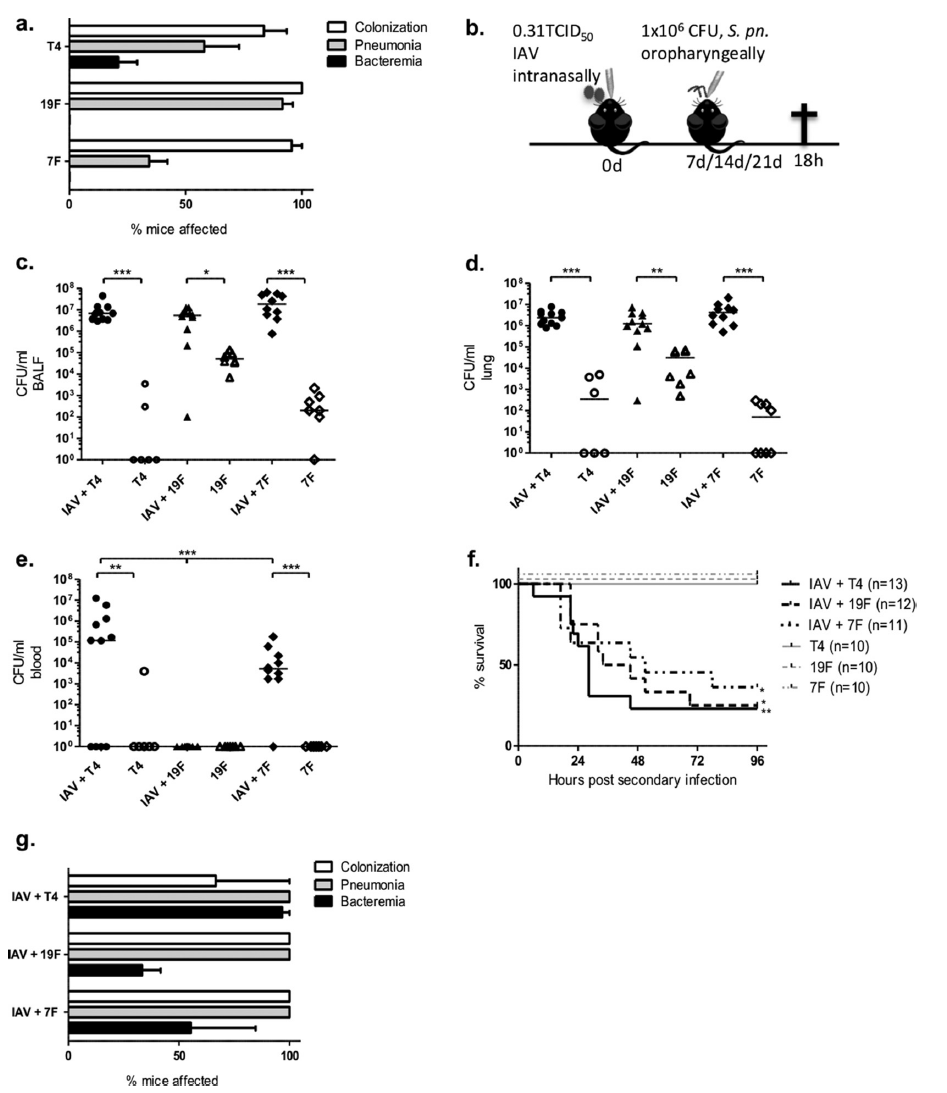 a.
Colonization
Pneumonia
Bacteremia
T4
19F
7F
0 50 100
% mice affected
b.
0.31TCID50
IAV
intranasally
1x10⁶ CFU, S. pn.
oropharyngeally
0d
7d/14d/21d
18h
c.
*** * ***
10⁸
10⁷
10⁶
10⁵
10⁴
10³
10²
10¹
10⁰
CFU/ml
BALF
IAV + T4
T4
IAV + 19F
19F
IAV + 7F
7F
d.
*** ** ***
10⁸
10⁷
10⁶
10⁵
10⁴
10³
10²
10¹
10⁰
CFU/ml
lung
IAV + T4
T4
IAV + 19F
19F
IAV + 7F
7F
e.
***
** ***
10⁸
10⁷
10⁶
10⁵
10⁴
10³
10²
10¹
10⁰
CFU/ml
blood
IAV + T4
T4
IAV + 19F
19F
IAV + 7F
7F
f.
100
50
0
% survival
0 24 48 72 96
Hours post secondary infection
*
*
**
IAV + T4 (n=13)
IAV + 19F (n=12)
IAV + 7F (n=11)
T4 (n=10)
19F (n=10)
7F (n=10)
g.
Colonization
Pneumonia
Bacteremia
IAV + T4
IAV + 19F
IAV + 7F
0 50 100
% mice affected